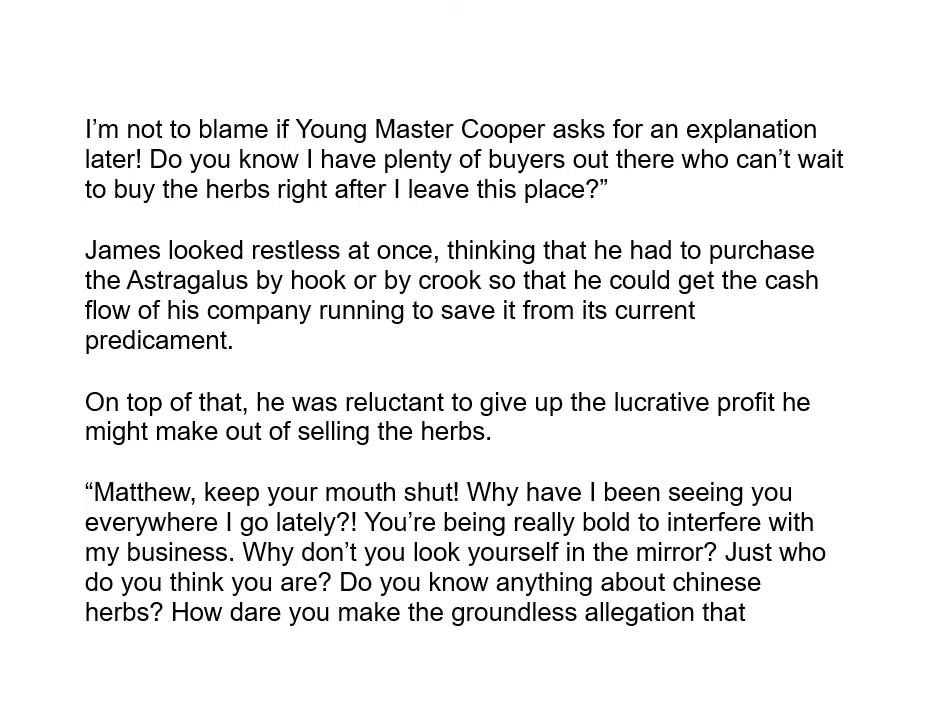 I’m not to blame if Young Master Cooper asks for an explanation
later! Do you know I have plenty of buyers out there who can’t wait
to buy the herbs right after I leave this place?”
James looked restless at once, thinking that he had to purchase
the Astragalus by hook or by crook so that he could get the cash
flow of his company running to save it from its current
predicament.
On top of that, he was reluctant to give up the lucrative profit he
might make out of selling the herbs.
“Matthew, keep your mouth shut! Why have I been seeing you
everywhere I go lately?! You’re being really bold to interfere with
my business. Why don’t you look yourself in the mirror? Just who
do you think you are? Do you know anything about chinese
herbs? How dare you make the groundless allegation that